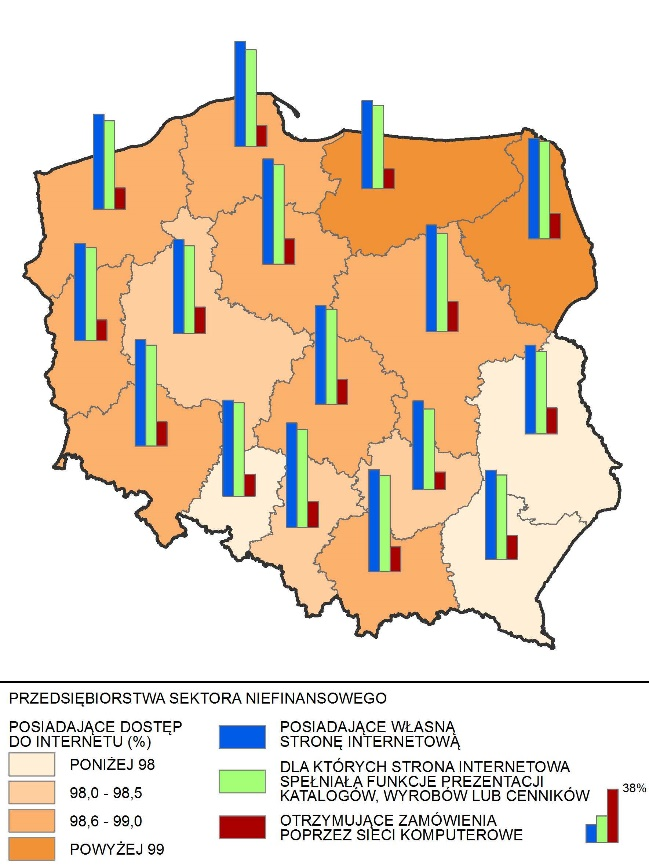 PRZEDSIĘBIORSTWA SEKTORA NIEFINANSOWEGO
POSIADAJĄCE DOSTĘP
DO INTERNETU (%)
PONIŻEJ 98
98,0 - 98,5
98,6 - 99,0
POWYŻEJ 99
POSIADAJĄCE WŁASNĄ
STRONĘ INTERNETOWĄ
DLA KTÓRYCH STRONA INTERNETOWA
SPEŁNIAŁA FUNKCJE PREZENTACJI
KATALOGÓW, WYROBÓW LUB CENNIKÓW
OTRZYMUJĄCE ZAMÓWIENIA
POPRZEZ SIECI KOMPUTEROWE
38%